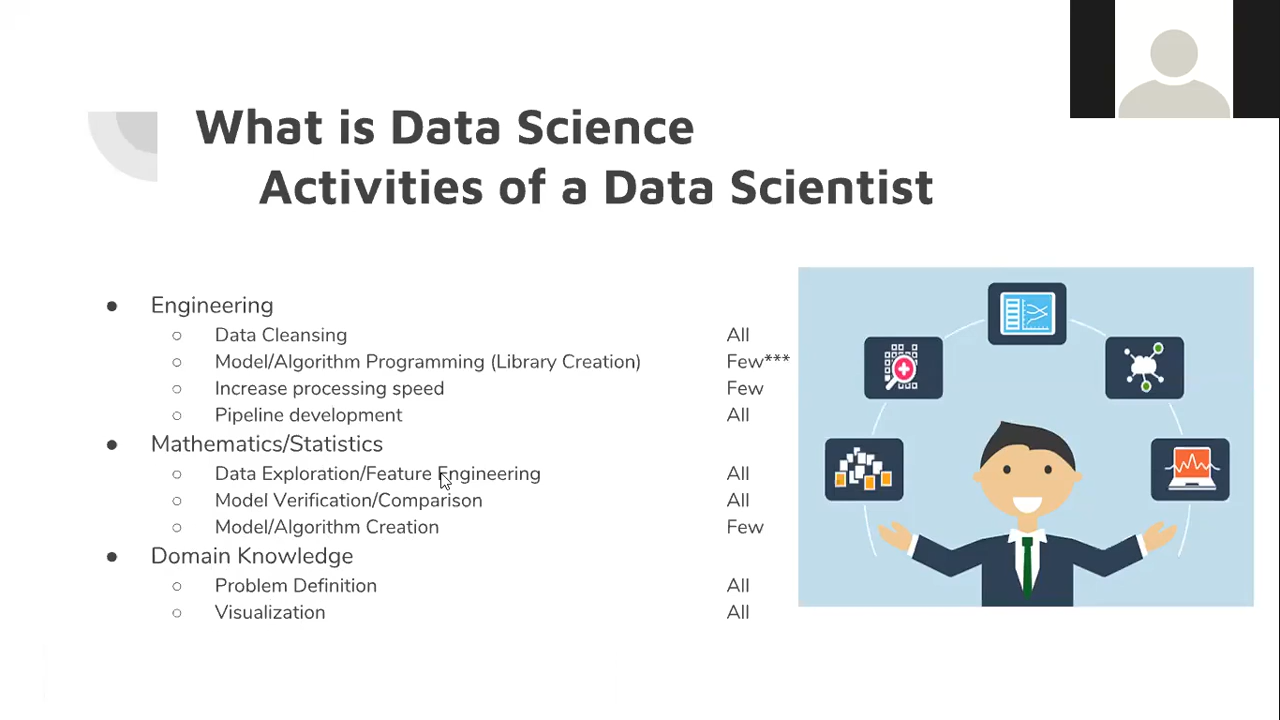 What is Data Science
Activities of a Data Scientist
● Engineering
○ Data Cleansing All
○ Model/Algorithm Programming (Library Creation) Few***
○ Increase processing speed Few
○ Pipeline development All
● Mathematics/Statistics
○ Data Exploration/Feature Engineering All
○ Model Verification/Comparison All
○ Model/Algorithm Creation Few
● Domain Knowledge
○ Problem Definition All
○ Visualization All